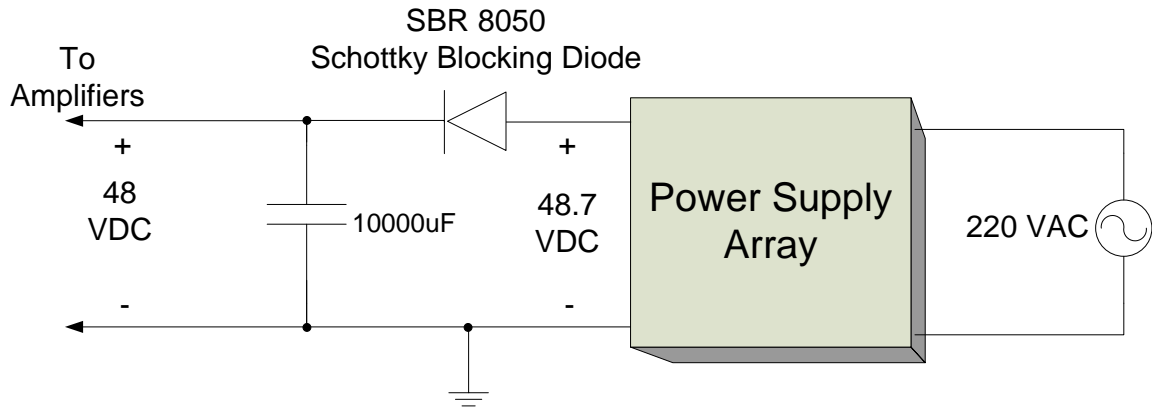 SBR 8050
Schottky Blocking Diode
To
Amplifiers
+
48
VDC
-
10000uF
+
48.7
VDC
-
Power Supply
Array
220 VAC